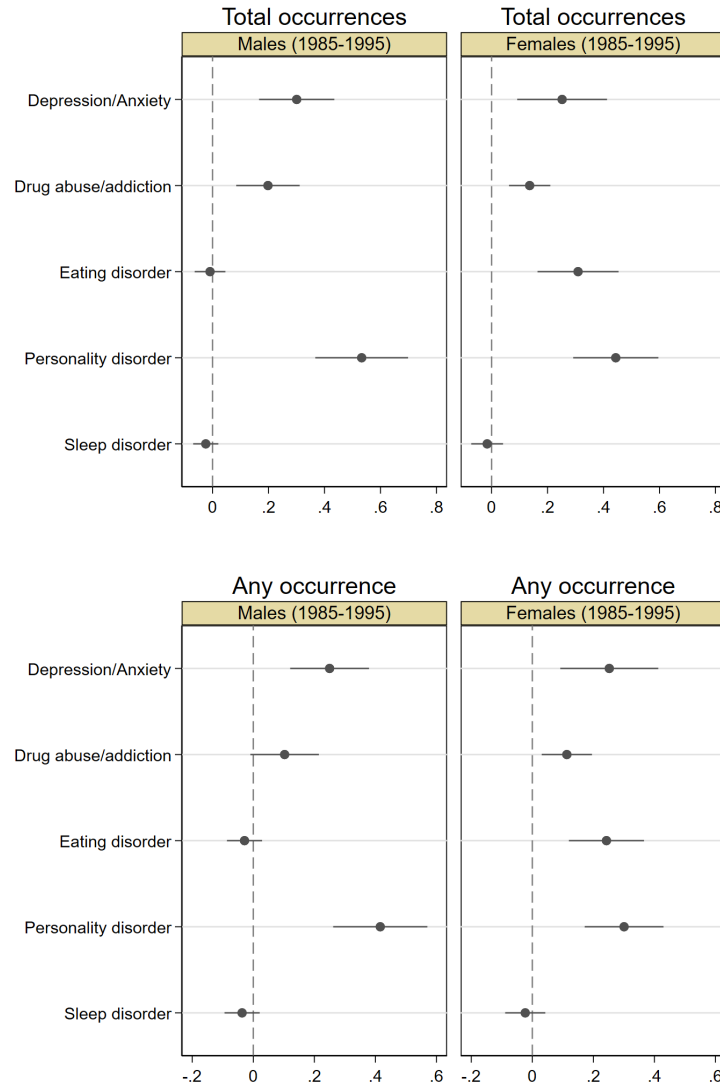 Total occurrences Total occurrences
Males (1985-1995) Females (1985-1995)
Depression/Anxiety
Drug abuse/addiction
Eating disorder
Personality disorder
Sleep disorder
0 .2 .4 .6 .8 0 .2 .4 .6 .8
Any occurrence Any occurrence
Males (1985-1995) Females (1985-1995)
Depression/Anxiety
Drug abuse/addiction
Eating disorder
Personality disorder
Sleep disorder
-.2 0 .2 .4 .6 -.2 0 .2 .4 .6